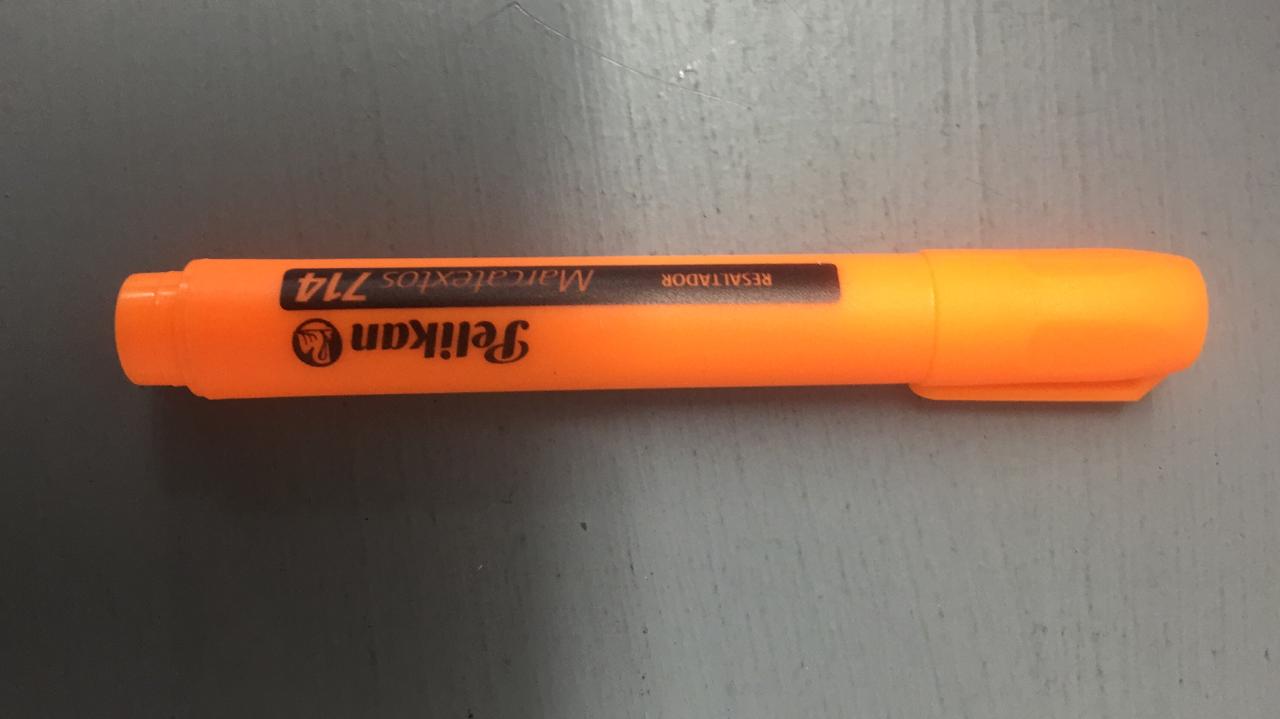 Pelikan
RESALTADOR Marcatextos 714